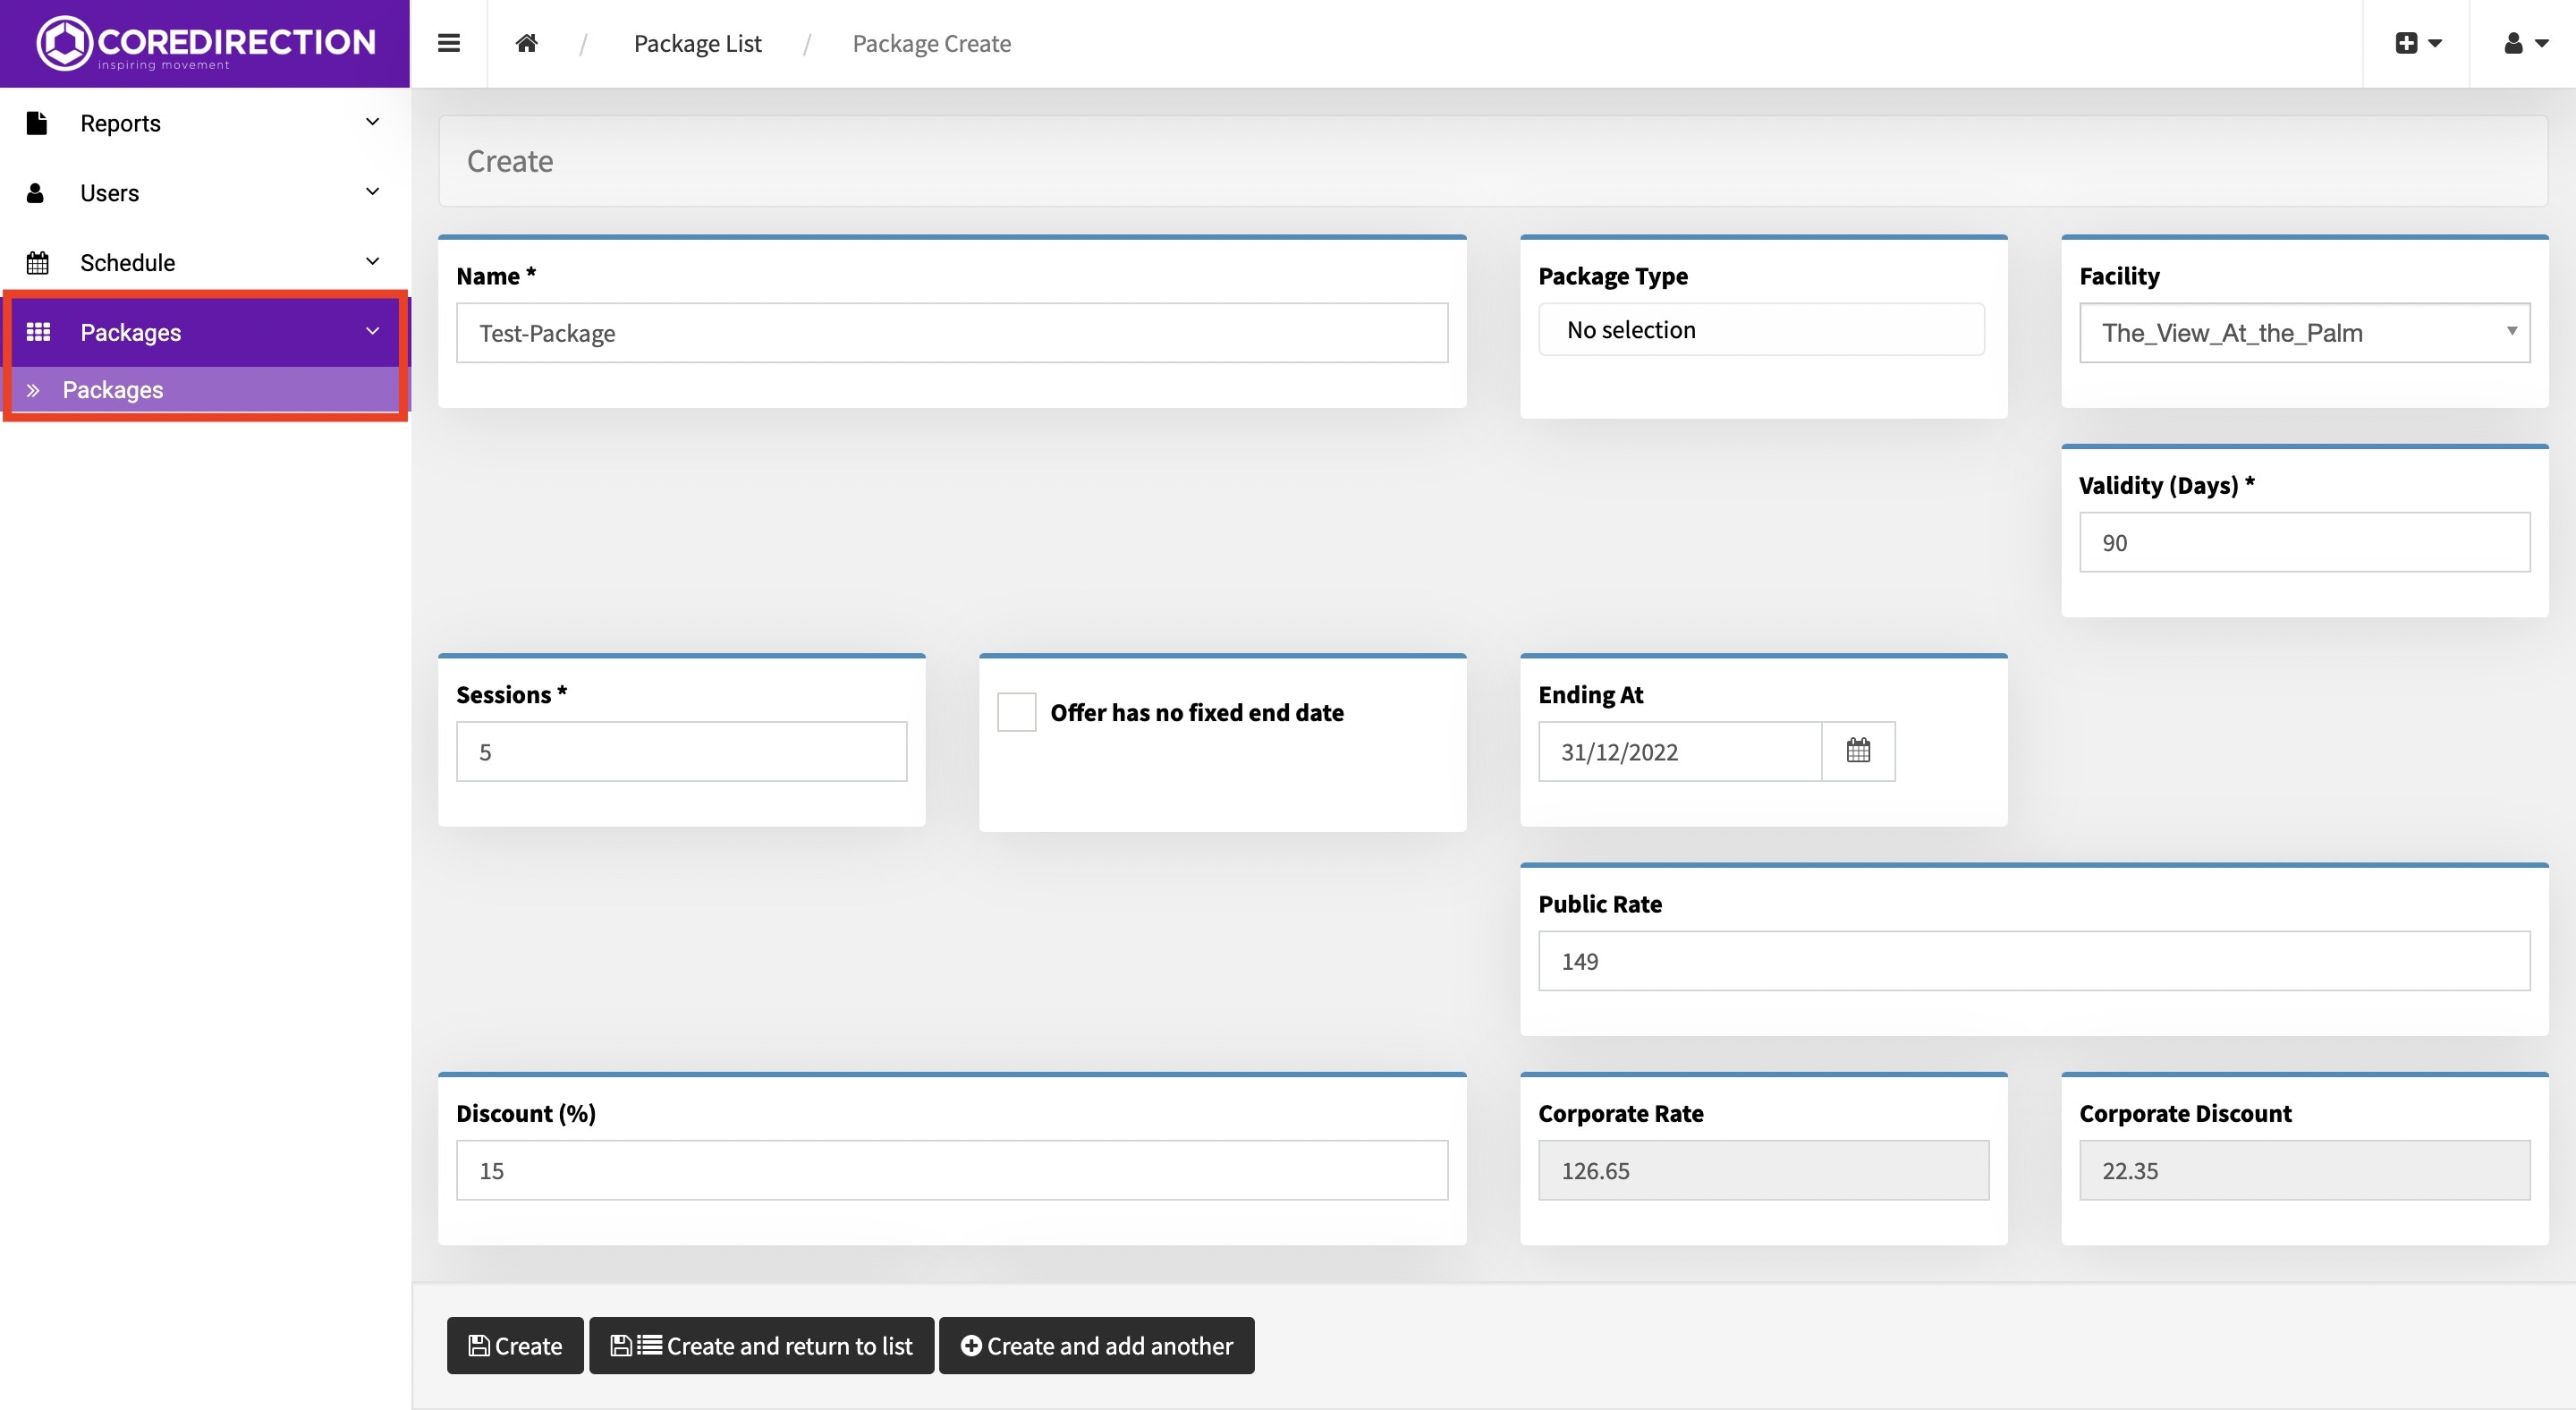 COREDIRECTION
inspiring movement
/ Package List / Package Create
Reports
Users
Schedule
Packages
Packages
Create
Name *
Test-Package
Package Type
No selection
Facility
The_View_At_the_Palm
Validity (Days) *
90
Sessions *
5
Offer has no fixed end date
Ending At
31/12/2022
Public Rate
149
Discount (%)
15
Corporate Rate
126.65
Corporate Discount
22.35
Create
Create and return to list
Create and add another